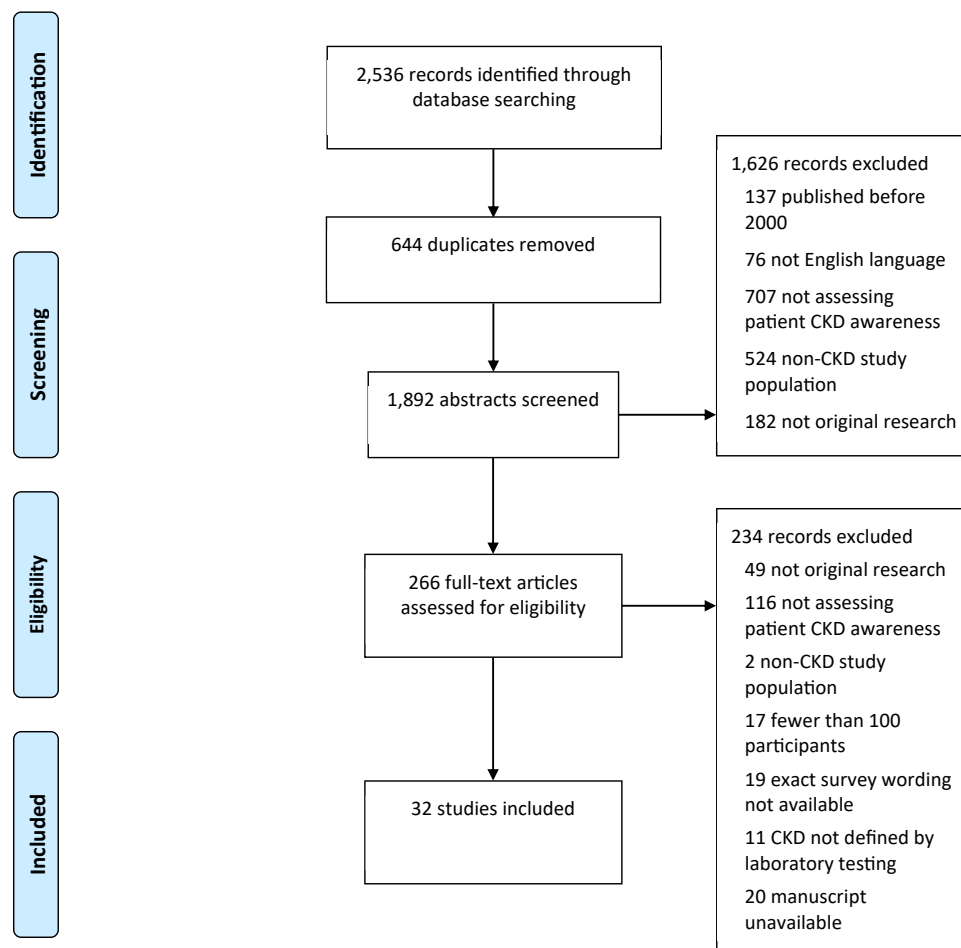 Identification
2,536 records identified through
database searching
644 duplicates removed
Screening
1,892 abstracts screened
1,626 records excluded
137 published before
2000
76 not English language
707 not assessing
patient CKD awareness
524 non-CKD study
population
182 not original research
Eligibility
266 full-text articles
assessed for eligibility
234 records excluded
49 not original research
116 not assessing
patient CKD awareness
2 non-CKD study
population
17 fewer than 100
participants
19 exact survey wording
not available
11 CKD not defined by
laboratory testing
20 manuscript
unavailable
Included
32 studies included